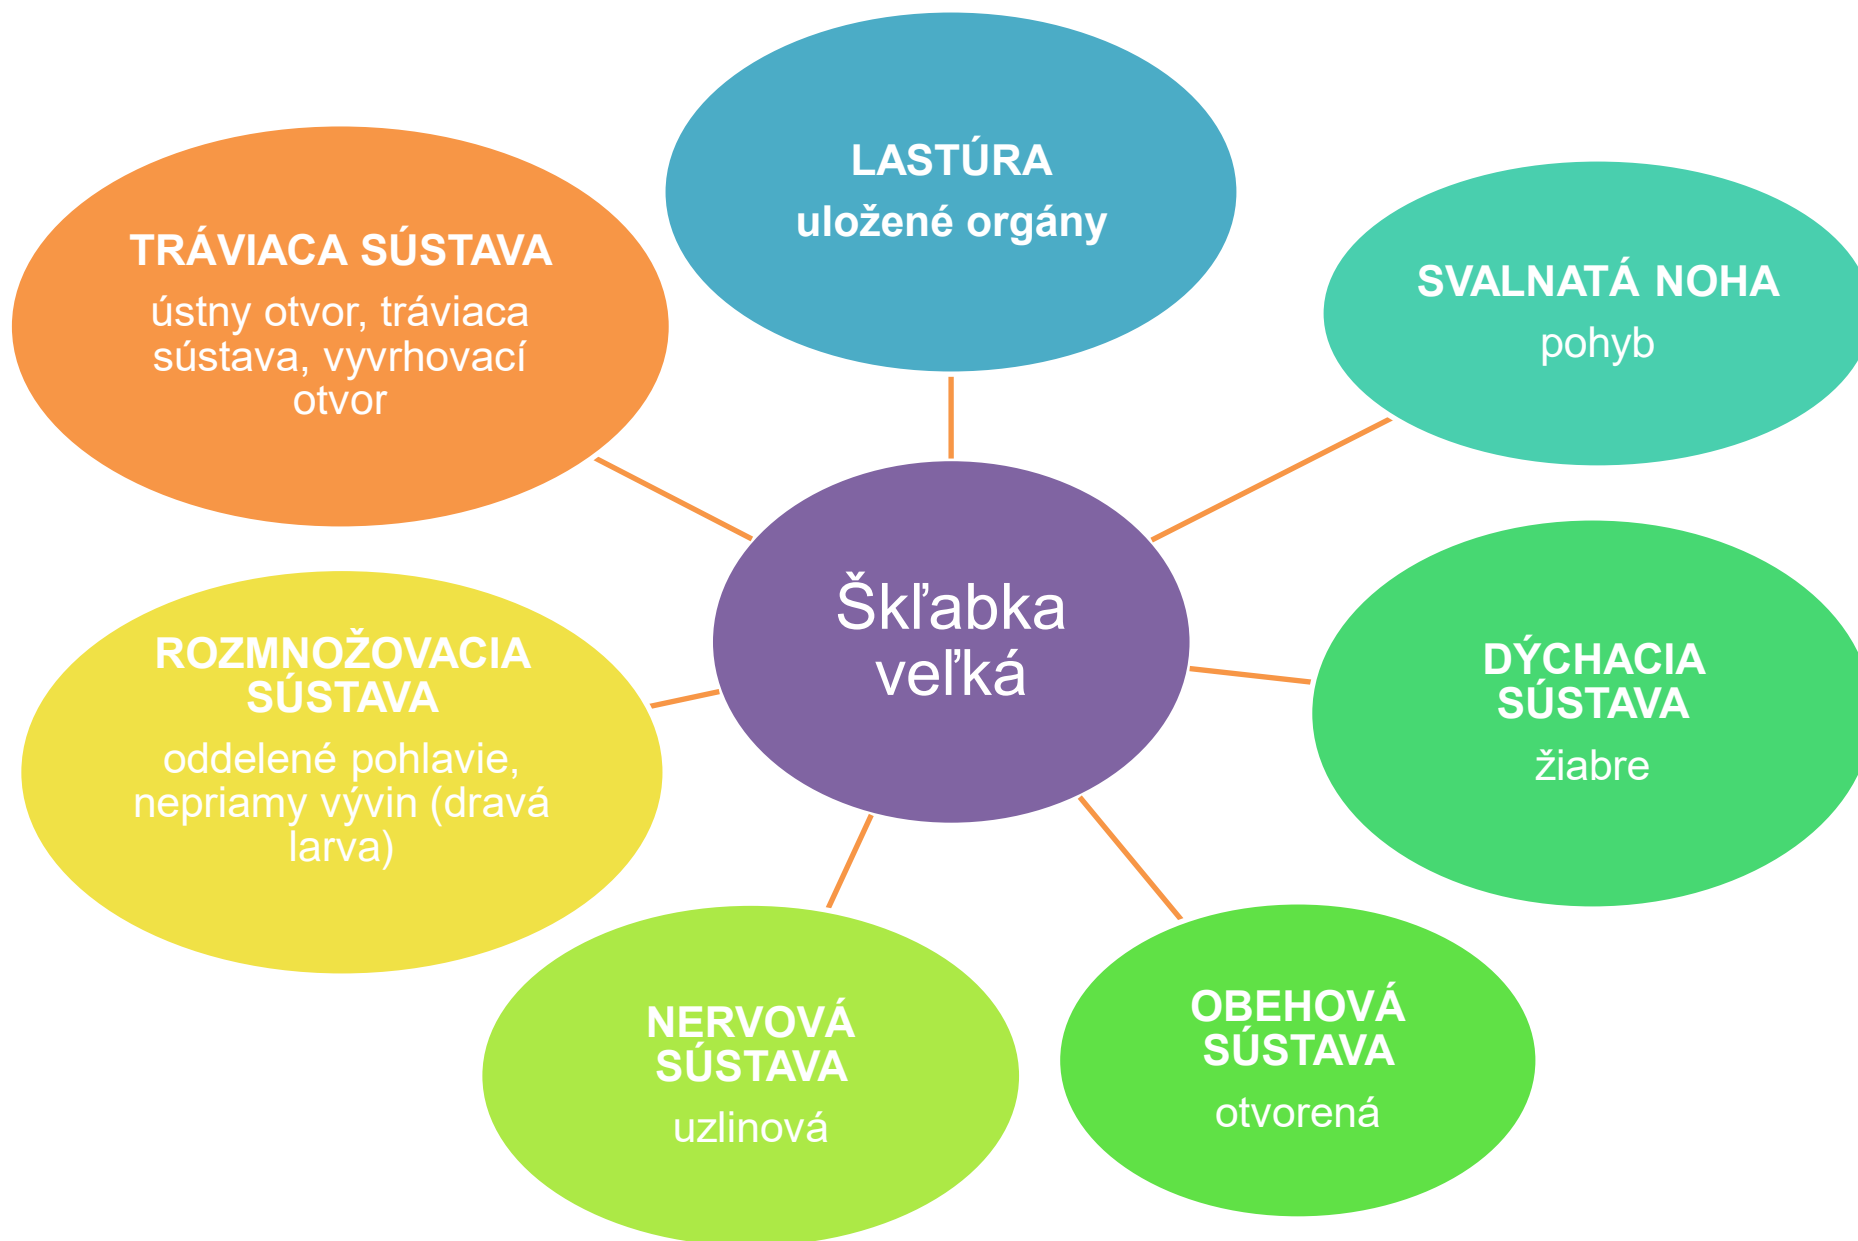 LASTÚRA
uložené orgány
SVALNATÁ NOHA
pohyb
DÝCHACIA
SÚSTAVA
žiabre
OBEHOVÁ
SÚSTAVA
otvorená
NERVOVÁ
SÚSTAVA
uzlinová
ROZMNOŽOVACIA
SÚSTAVA
oddelené pohlavie,
nepriamy vývin (dravá
larva)
TRÁVIACA SÚSTAVA
ústny otvor, tráviaca
sústava, vyvrhovací
otvor
Škľabka
veľká